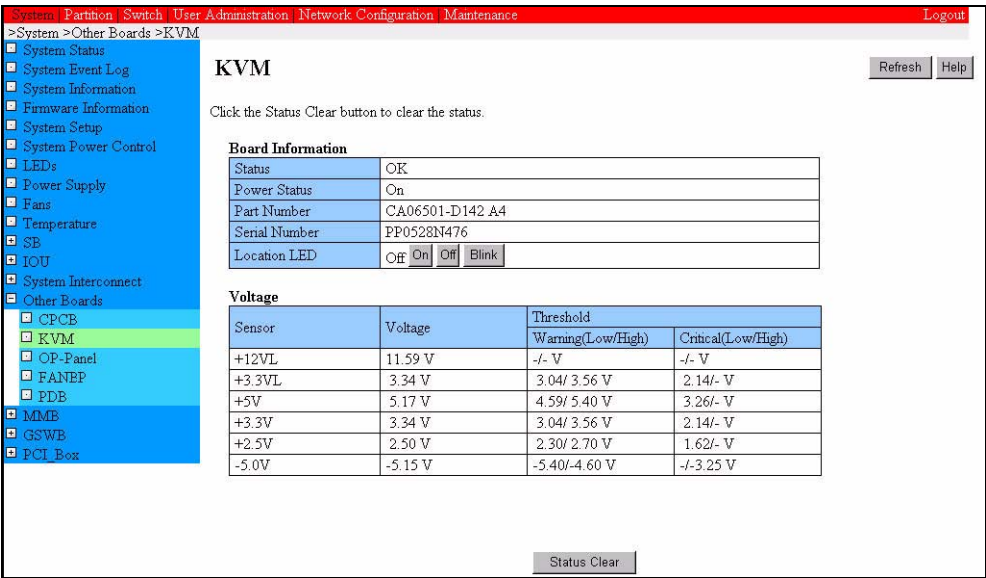 System | Partition | Switch | User Administration | Network Configuration | Maintenance Logout
>System >Other Boards >KVM
System Status
System Event Log
System Information
Firmware Information
System Setup
System Power Control
LEDs
Power Supply
Fans
Temperature
SB
IOU
System Interconnect
Other Boards
CPCB
KVM
OP-Panel
FANBP
PDB
MMB
GSWB
PCI_Box
KVM
Refresh Help
Click the Status Clear button to clear the status.
Board Information
Status OK
Power Status On
Part Number CA06501-D142 A4
Serial Number PP0528N476
Location LED Off On Off Blink
Voltage
Sensor Voltage Threshold
Warning(Low/High) Critical(Low/High)
+12VL 11.59 V -/- V -/- V
+3.3VL 3.34 V 3.04/ 3.56 V 2.14/- V
+5V 5.17 V 4.59/ 5.40 V 3.26/- V
+3.3V 3.34 V 3.04/ 3.56 V 2.14/- V
+2.5V 2.50 V 2.30/ 2.70 V 1.62/- V
-5.0V -5.15 V -5.40/-4.60 V -/-3.25 V
Status Clear